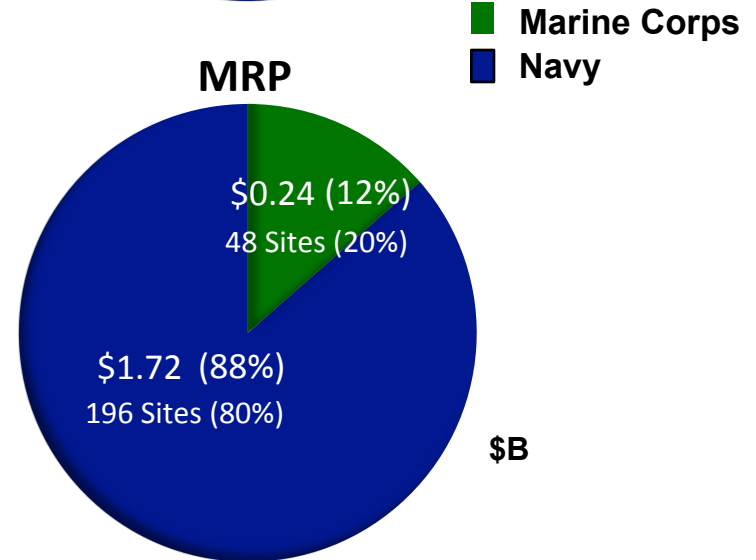 Marine Corps
Navy
MRP
$0.24 (12%)
48 Sites (20%)
$1.72 (88%)
196 Sites (80%)
$B